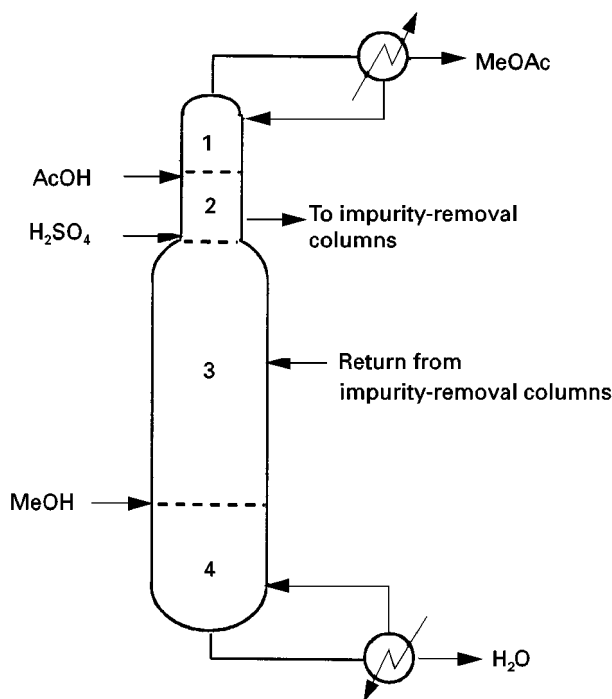 MeOAc
1
AcOH
2
To impurity-removal
columns
H₂SO₄
3
Return from
impurity-removal columns
MeOH
4
H₂O